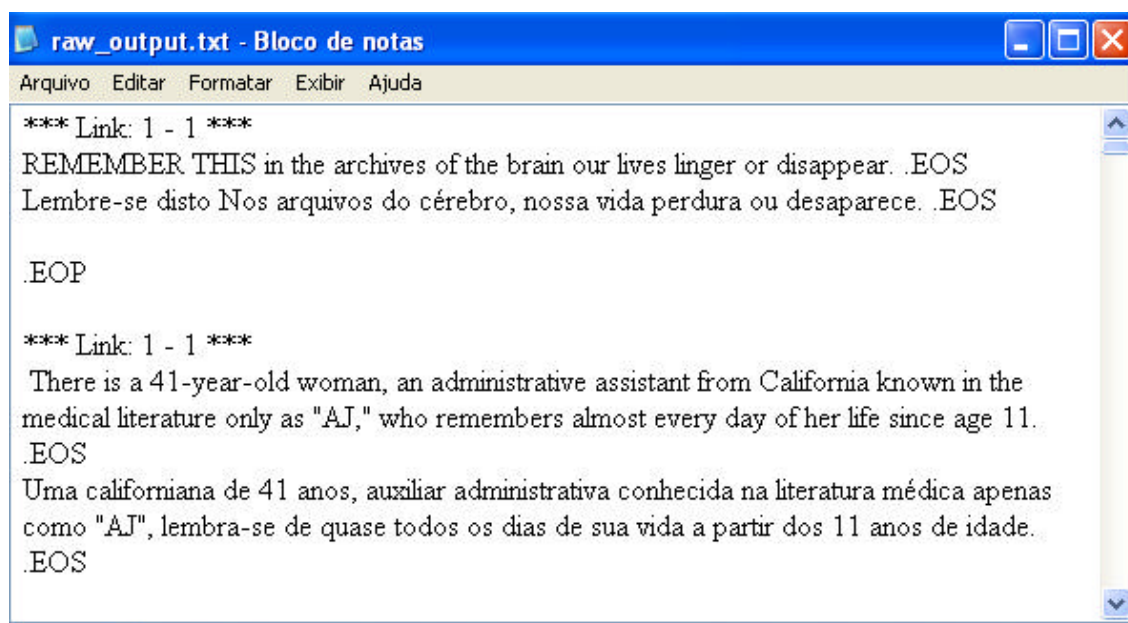 raw_output.txt - Bloco de notas
Arquivo Editar Formatar Exibir Ajuda
*** Link: 1 - 1 ***
REMEMBER THIS in the archives of the brain our lives linger or disappear. .EOS
Lembre-se disto Nos arquivos do cérebro, nossa vida perdura ou desaparece. .EOS
.EOP
*** Link: 1 - 1 ***
There is a 41-year-old woman, an administrative assistant from California known in the
medical literature only as "AJ," who remembers almost every day of her life since age 11.
.EOS
Uma californiana de 41 anos, auxiliar administrativa conhecida na literatura médica apenas
como "AJ", lembra-se de quase todos os dias de sua vida a partir dos 11 anos de idade.
.EOS